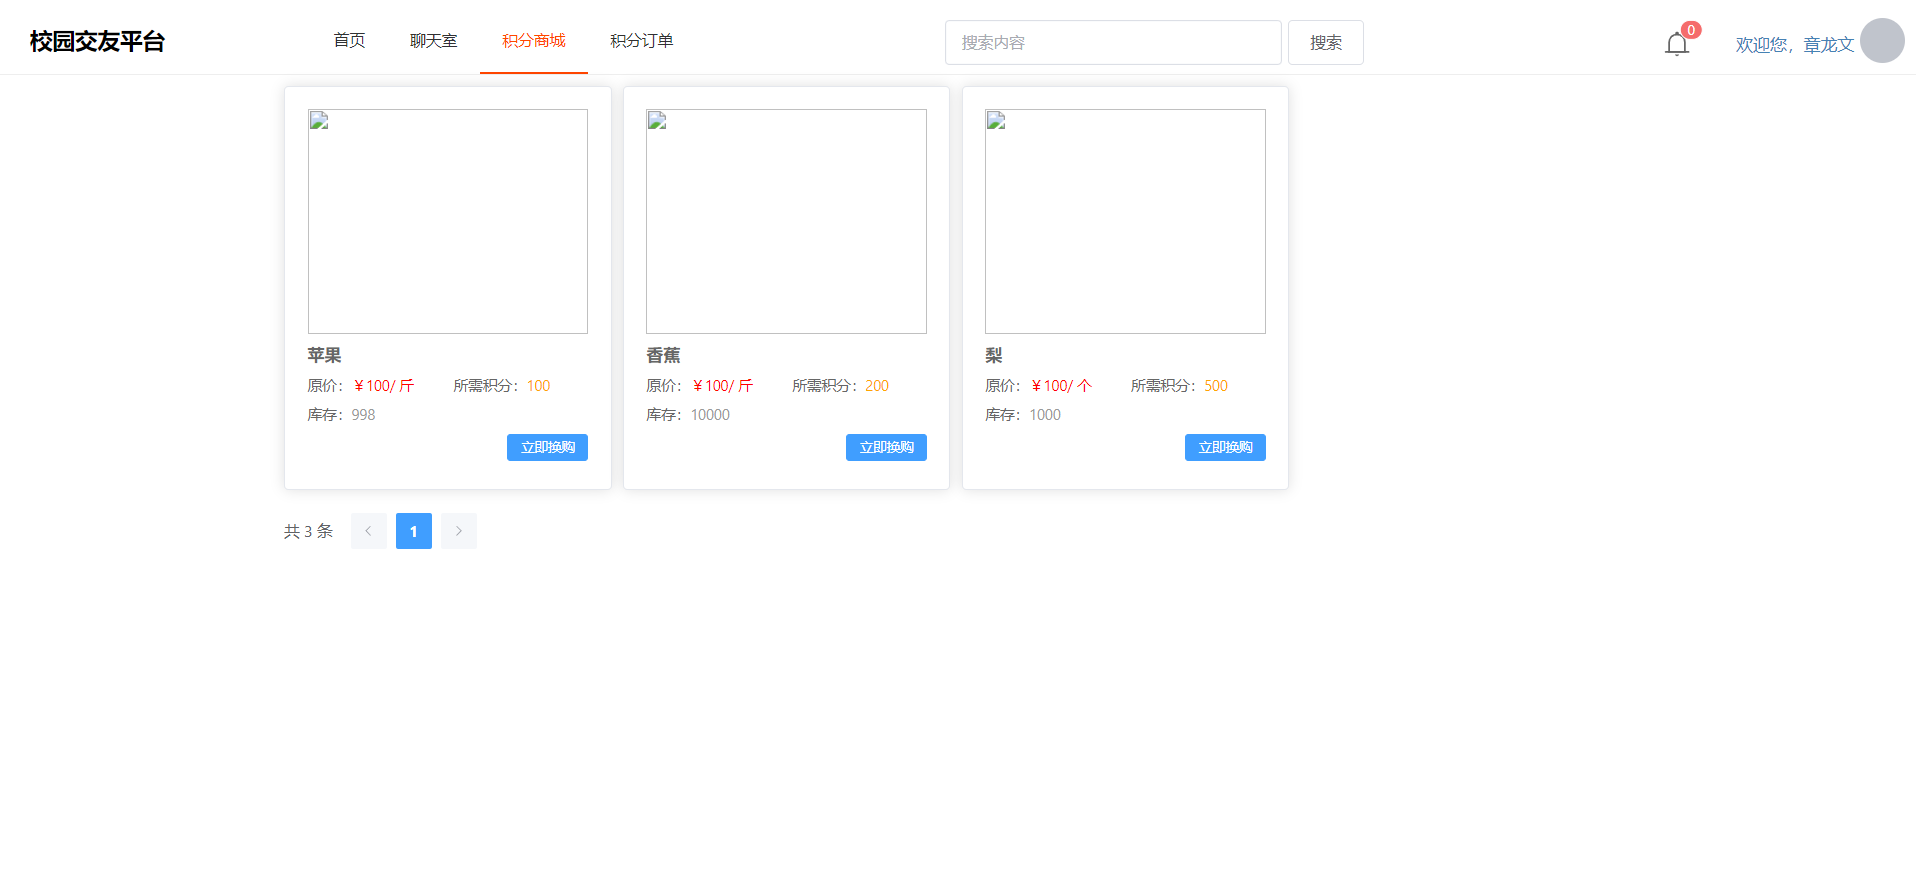 校园交友平台 首页 聊天室 积分商城 积分订单 搜索内容 搜索 0 欢迎您，章龙文
苹果
原价：￥100/ 斤 所需积分：100
库存：998
立即换购
香蕉
原价：￥100/ 斤 所需积分：200
库存：10000
立即换购
梨
原价：￥100/ 个 所需积分：500
库存：1000
立即换购
共 3 条 1